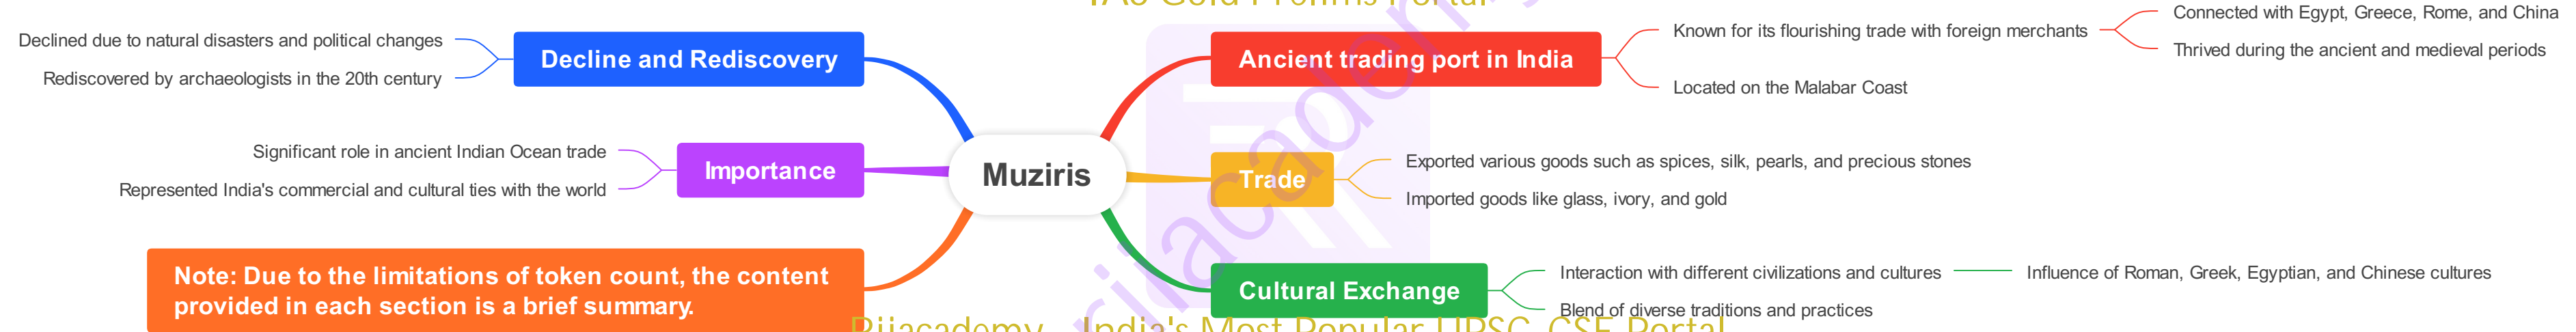 Muziris
Decline and Rediscovery
Declined due to natural disasters and political changes
Rediscovered by archaeologists in the 20th century
Importance
Significant role in ancient Indian Ocean trade
Represented India's commercial and cultural ties with the world
Note: Due to the limitations of token count, the content
provided in each section is a brief summary.
Ancient trading port in India
Known for its flourishing trade with foreign merchants
Connected with Egypt, Greece, Rome, and China
Thrived during the ancient and medieval periods
Located on the Malabar Coast
Trade
Exported various goods such as spices, silk, pearls, and precious stones
Imported goods like glass, ivory, and gold
Cultural Exchange
Interaction with different civilizations and cultures
Influence of Roman, Greek, Egyptian, and Chinese cultures
Blend of diverse traditions and practices
Rijacademy - India's Most Popular UPSC-CSE Portal